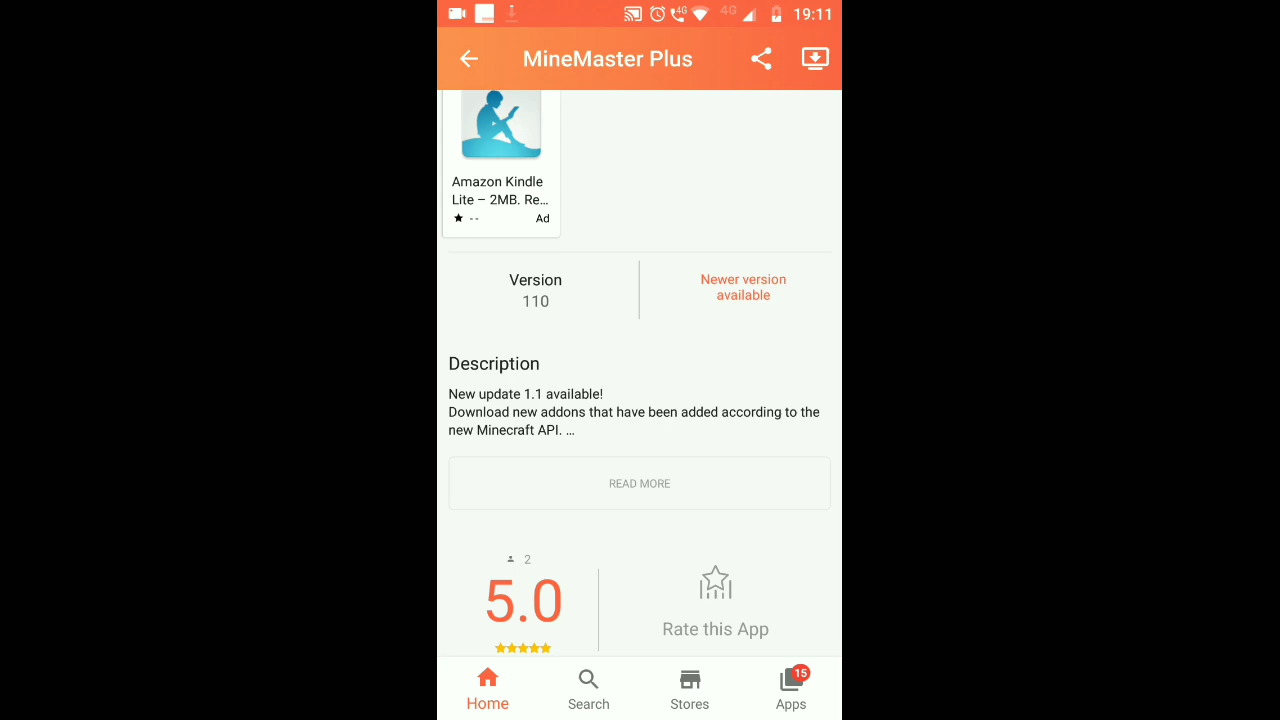 4G 4G 19:11
MineMaster Plus
Amazon Kindle
Lite – 2MB. Re...
-- Ad
Version
110
Newer version
available
Description
New update 1.1 available!
Download new addons that have been added according to the
new Minecraft API. ...
READ MORE
2
5.0
Rate this App
15
Home Search Stores Apps